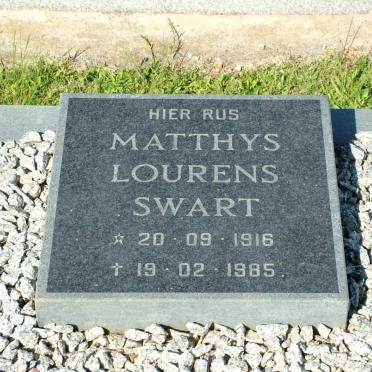 HIER RUS
MATTHYS
LOURENS
SWART
☆ 20 · 09 · 1916
† 19 · 02 · 1985